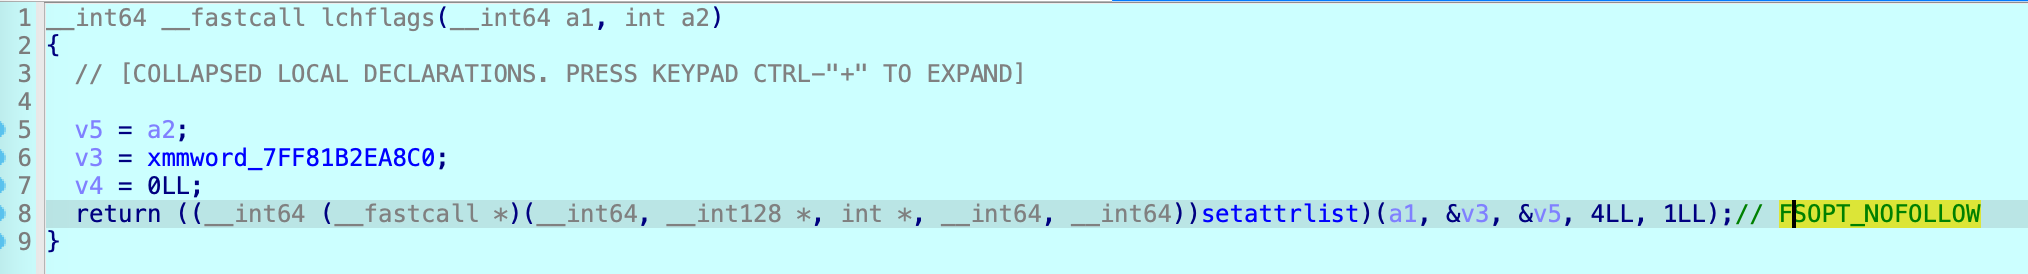 1 __int64 __fastcall lchflags(__int64 a1, int a2)
2 {
3 // [COLLAPSED LOCAL DECLARATIONS. PRESS KEYPAD CTRL-"+" TO EXPAND]
4
5 v5 = a2;
6 v3 = xmmword_7FF81B2EA8C0;
7 v4 = 0LL;
8 return ((__int64 (__fastcall *)(__int64, __int128 *, int *, __int64, __int64))setattrlist)(a1, &v3, &v5, 4LL, 1LL);// FSOPT_NOFOLLOW
9 }